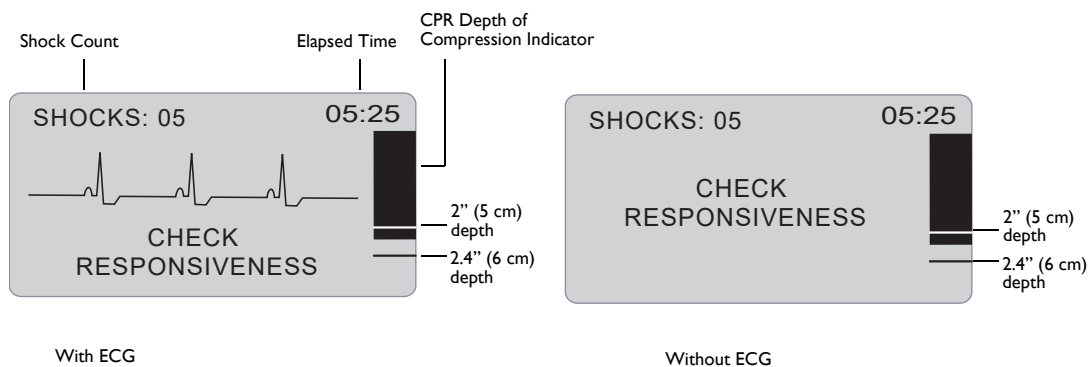 CPR Depth of
Compression Indicator
Shock Count
Elapsed Time
SHOCKS: 05
05:25
CHECK
RESPONSIVENESS
2” (5 cm)
depth
2.4” (6 cm)
depth
With ECG
SHOCKS: 05
05:25
CHECK
RESPONSIVENESS
2” (5 cm)
depth
2.4” (6 cm)
depth
Without ECG